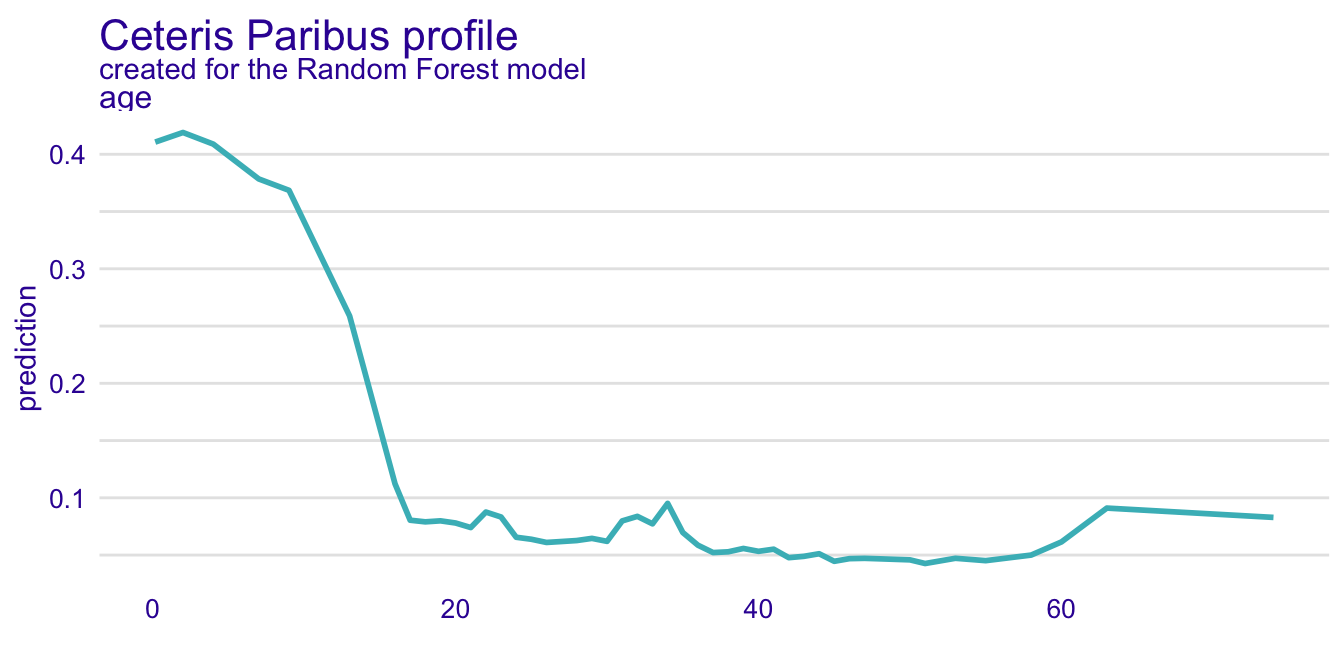 Ceteris Paribus profile
created for the Random Forest model
age
prediction
0.4
0.3
0.2
0.1
0 20 40 60